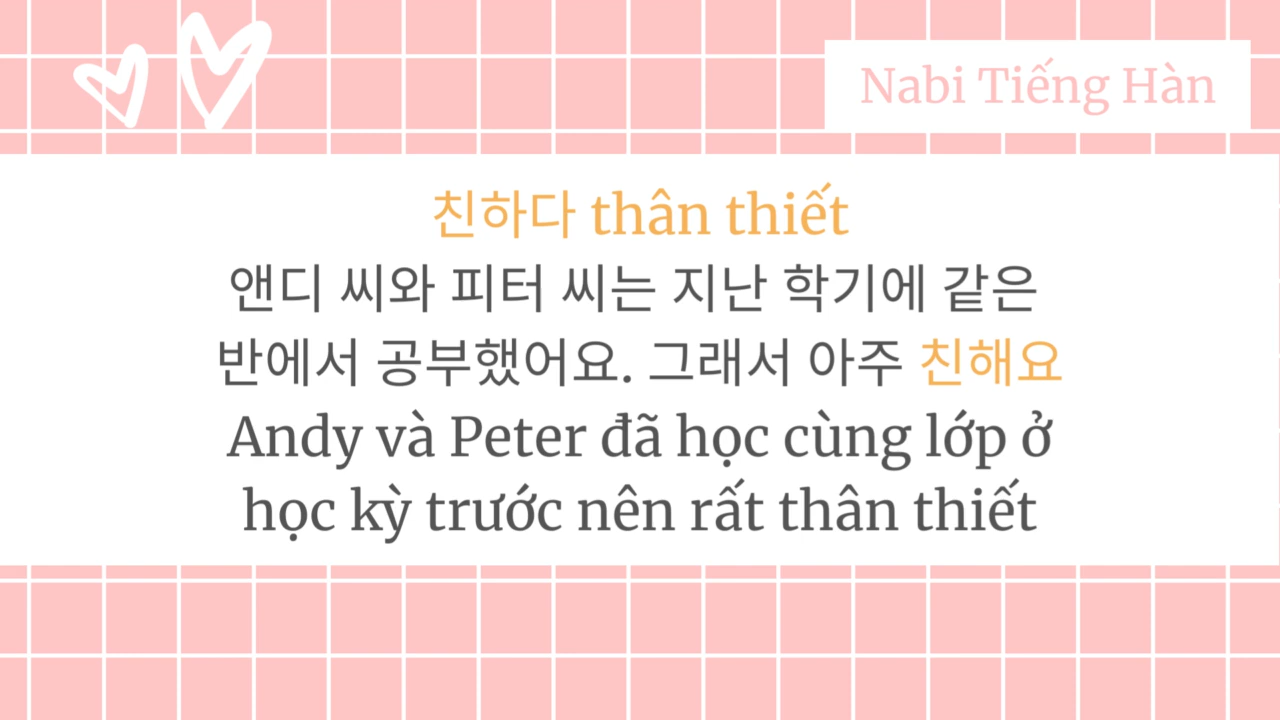 Nabi Tiếng Hàn
친하다 thân thiết
앤디 씨와 피터 씨는 지난 학기에 같은
반에서 공부했어요. 그래서 아주 친해요
Andy và Peter đã học cùng lớp ở
học kỳ trước nên rất thân thiết